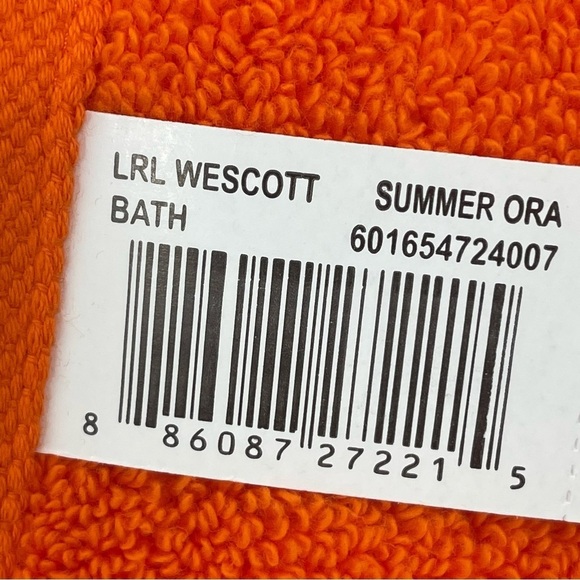 LRL WESCOTT SUMMER ORA
BATH 601654724007
8 86087 27221 5